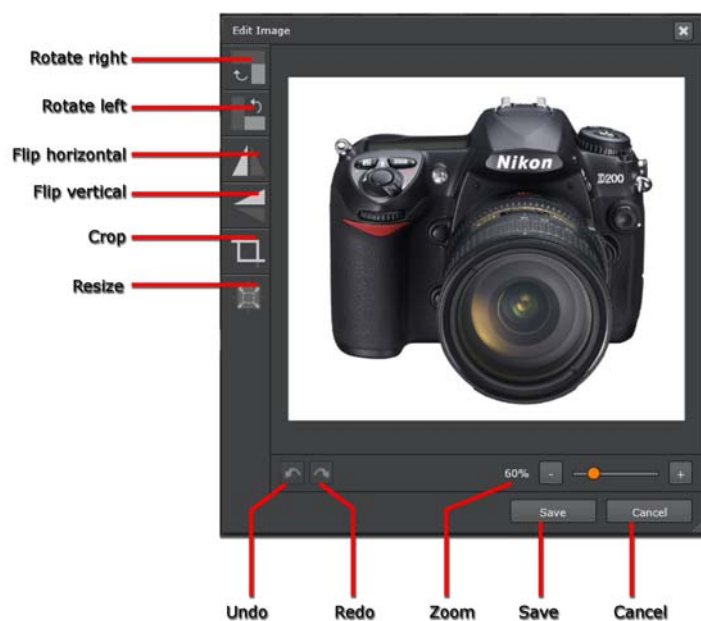 Edit Image
Rotate right
Rotate left
Flip horizontal
Flip vertical
Crop
Resize
Nikon
D200
60%
-
+
Save
Cancel
Undo
Redo
Zoom
Save
Cancel